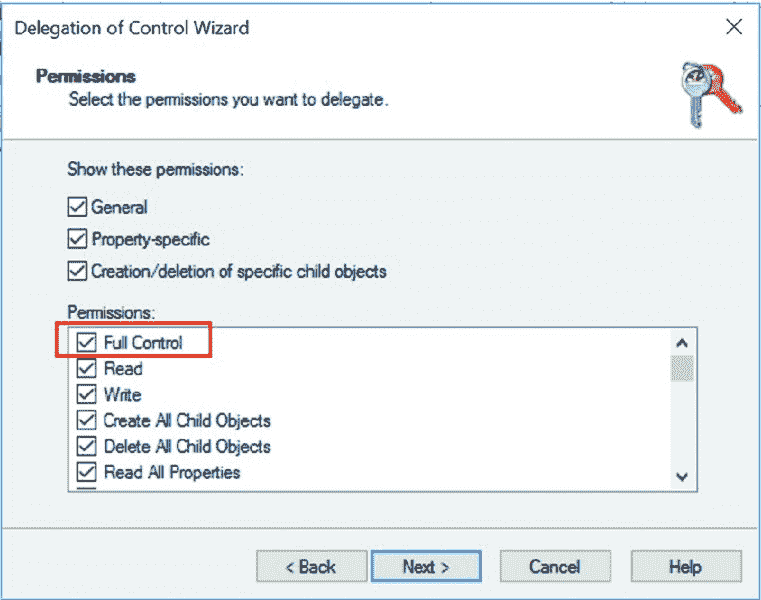 Delegation of Control Wizard
Permissions
Select the permissions you want to delegate.
Show these permissions:
General
Property-specific
Creation/deletion of specific child objects
Permissions:
Full Control
Read
Write
Create All Child Objects
Delete All Child Objects
Read All Properties
< Back Next > Cancel Help